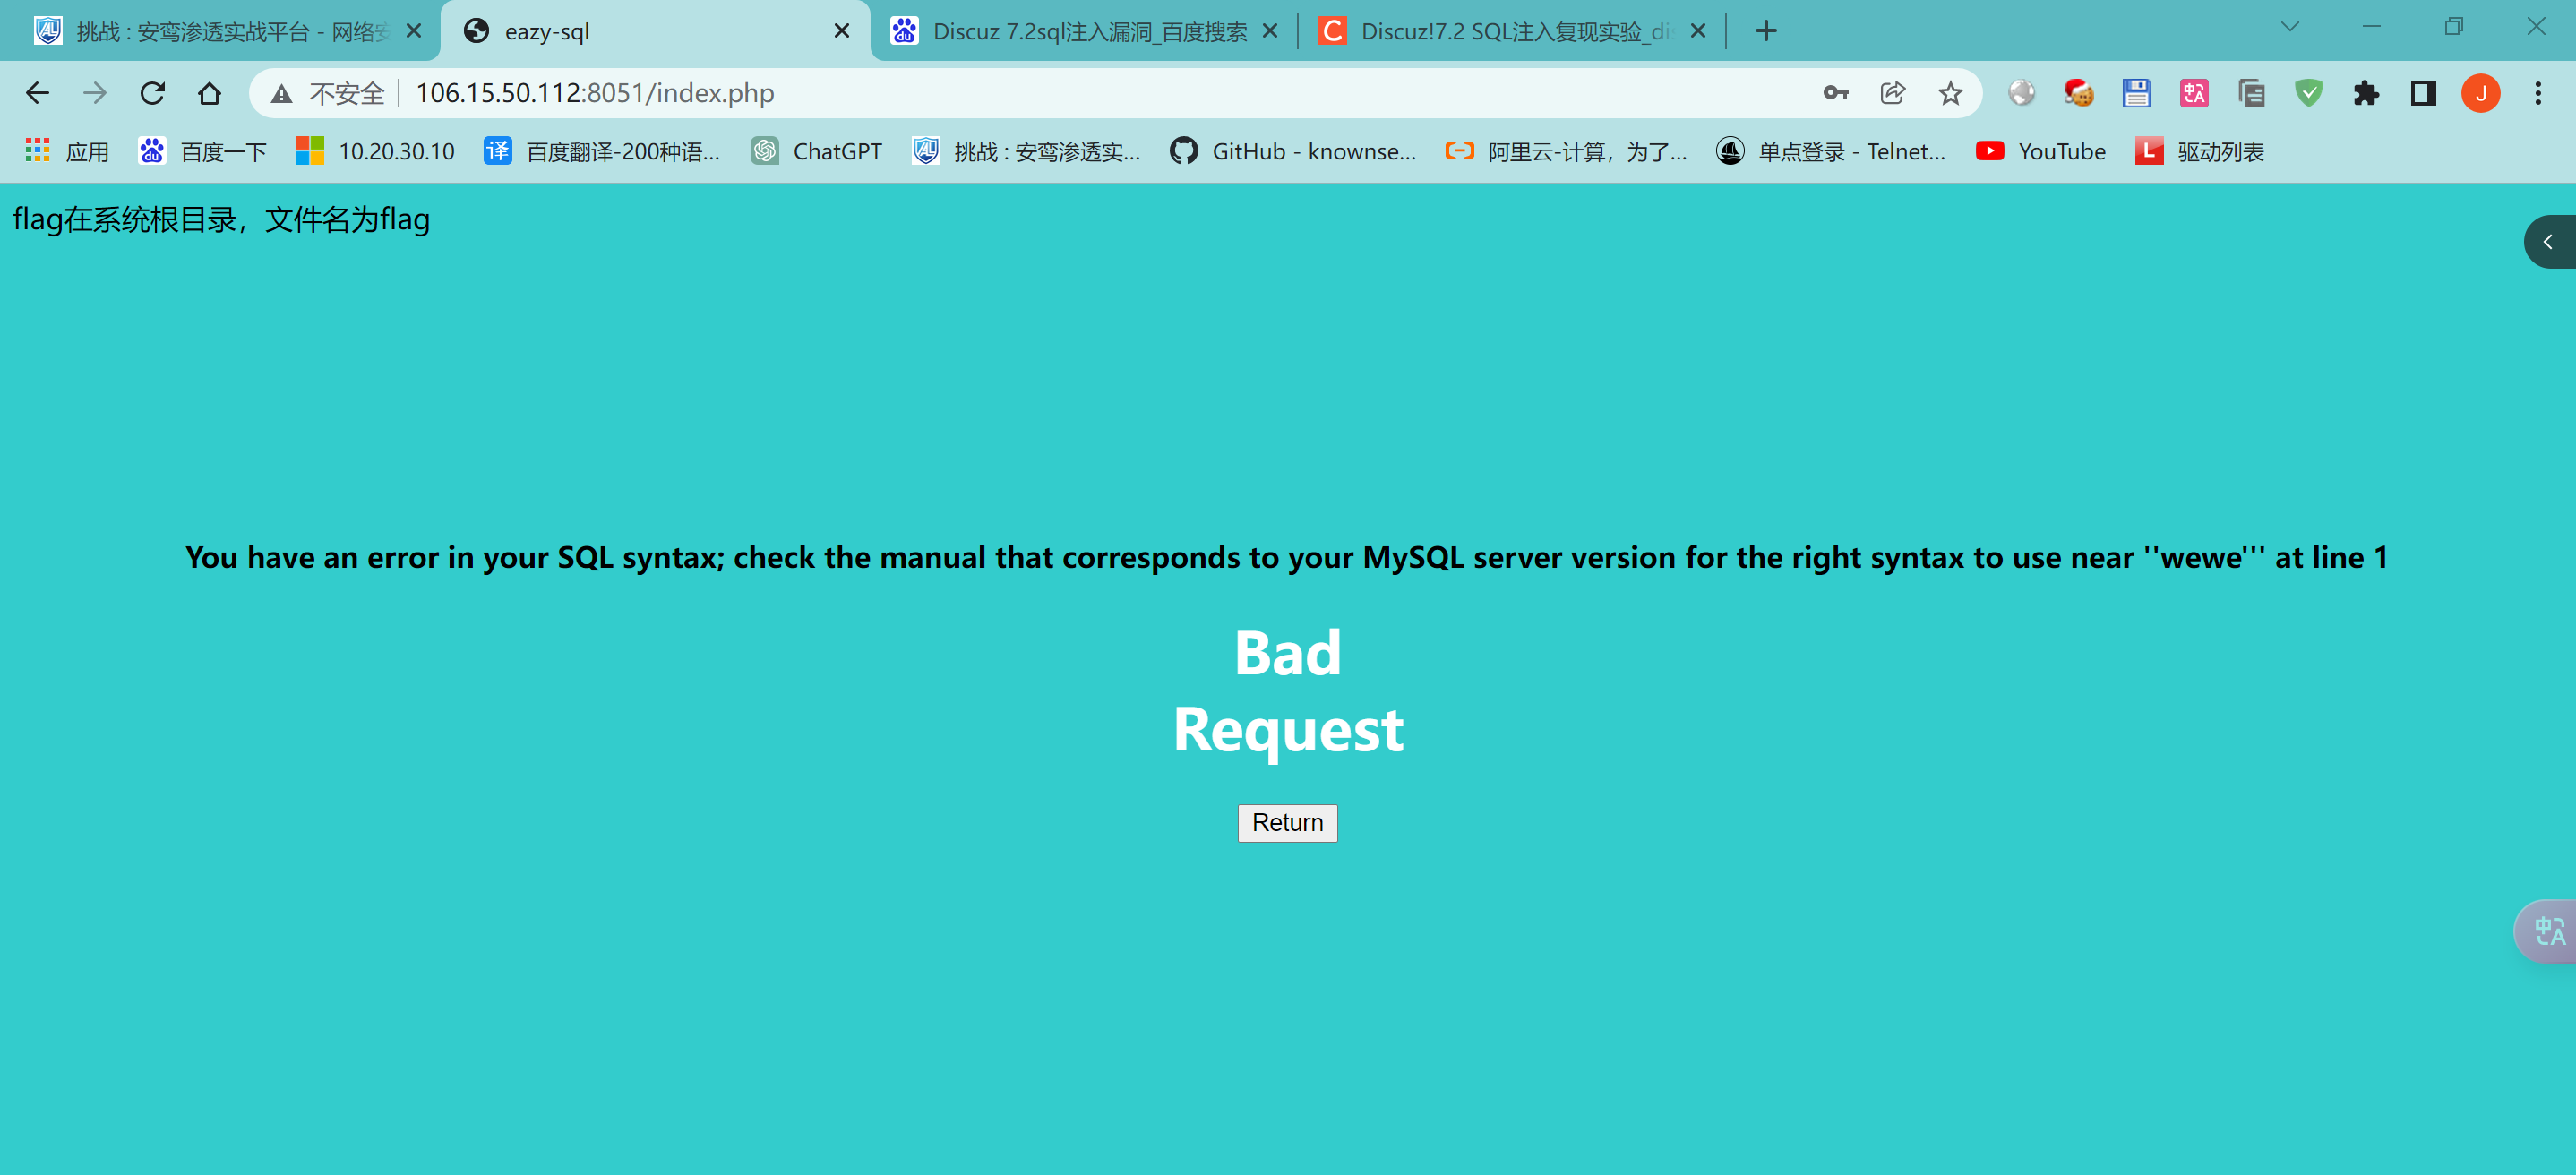 挑战 : 安鸾渗透实战平台 - 网络安
eazy-sql
Discuz 7.2sql注入漏洞_百度搜索
Discuz!7.2 SQL注入复现实验_dis
不安全
106.15.50.112:8051/index.php
J
应用
百度一下
10.20.30.10
百度翻译-200种语...
ChatGPT
挑战 : 安鸾渗透实...
GitHub - knownse...
阿里云-计算，为了...
单点登录 - Telnet...
YouTube
驱动列表
flag在系统根目录，文件名为flag
You have an error in your SQL syntax; check the manual that corresponds to your MySQL server version for the right syntax to use near ''wewe''' at line 1
Bad
Request
Return